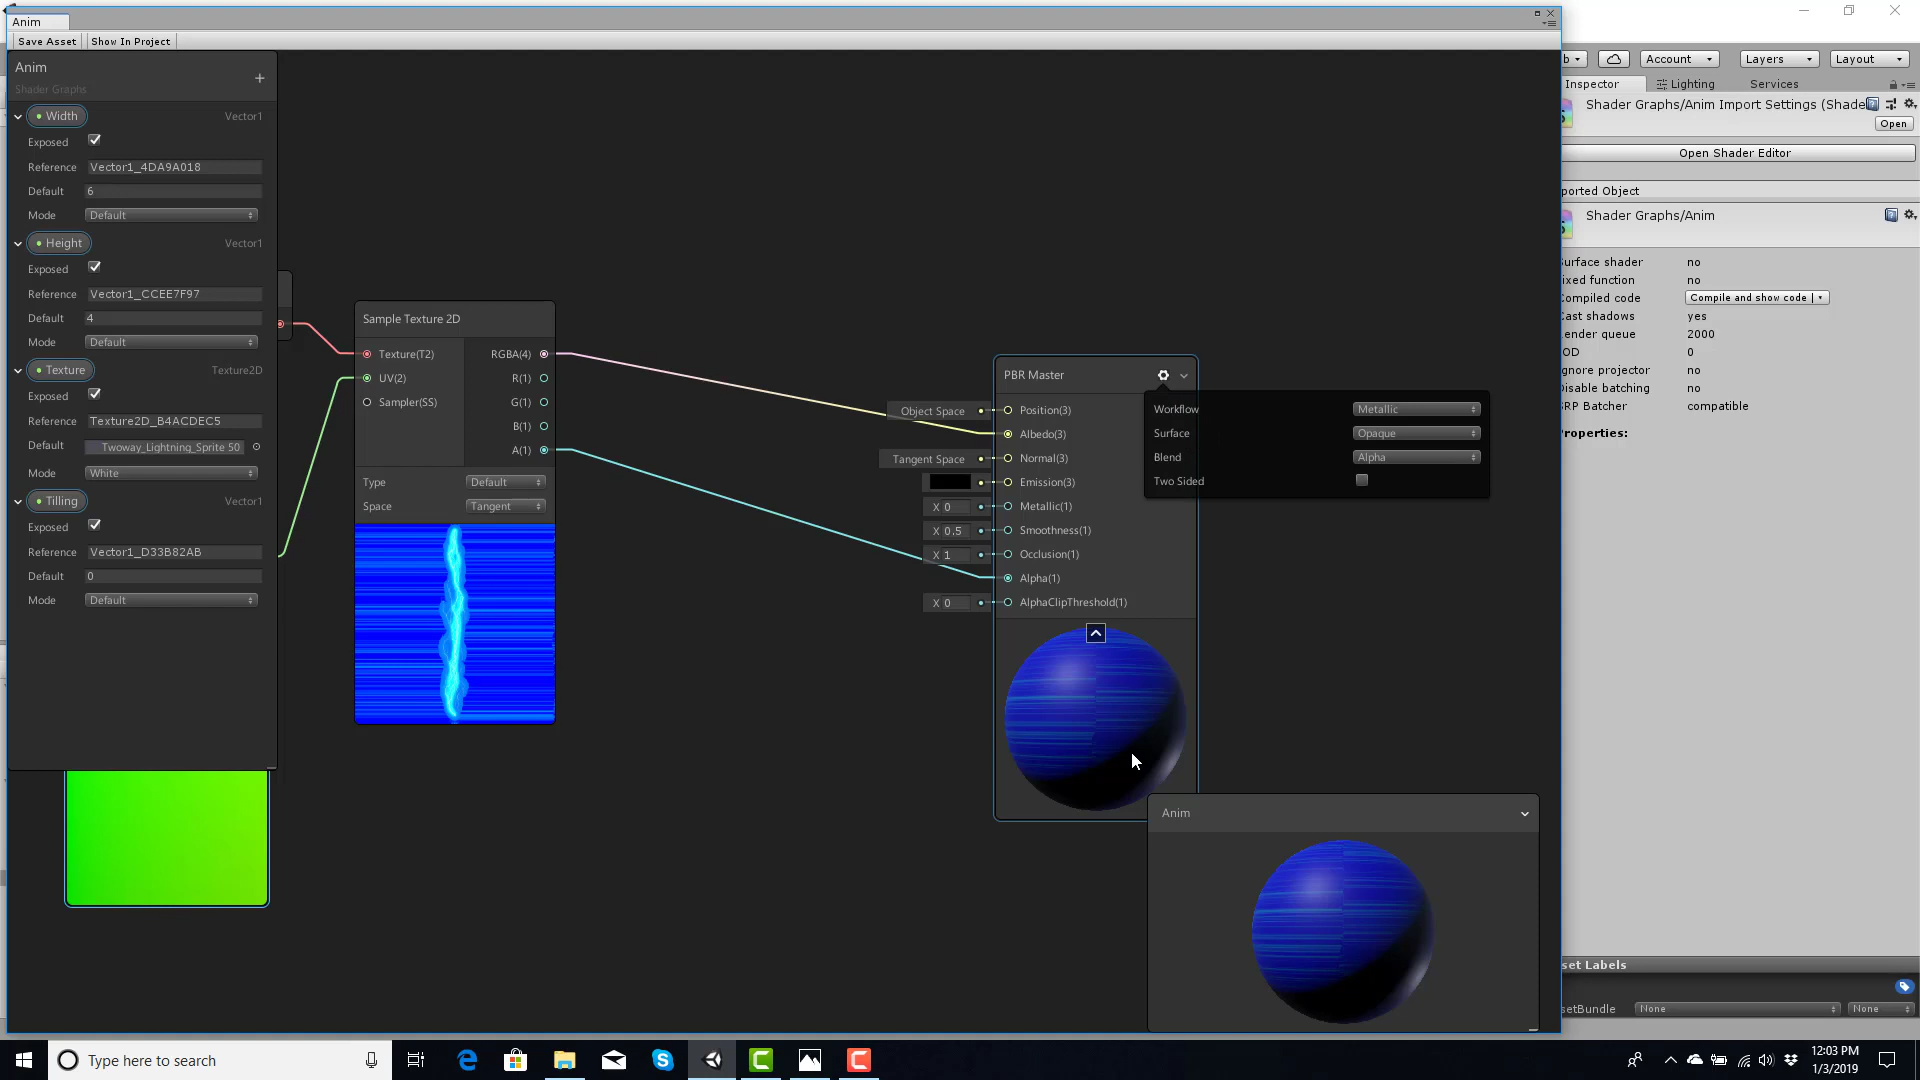 Anim
Save Asset
Show In Project
Anim
Shader Graphs
+
Width
Vector1
Exposed
Reference
Vector1_4DA9A018
Default
6
Mode
Default
Height
Vector1
Exposed
Reference
Vector1_CCEE7F97
Default
4
Mode
Default
Texture
Texture2D
Exposed
Reference
Texture2D_B4ACDEC5
Default
Twoway_Lightning_Sprite 50
Mode
White
Tilling
Vector1
Exposed
Reference
Vector1_D33B82AB
Default
0
Mode
Default
Sample Texture 2D
Texture(T2)
RGBA(4)
UV(2)
R(1)
Sampler(SS)
G(1)
B(1)
A(1)
Type
Default
Space
Tangent
PBR Master
Object Space
Position(3)
Albedo(3)
Tangent Space
Normal(3)
Emission(3)
X 0
Metallic(1)
X 0.5
Smoothness(1)
X 1
Occlusion(1)
Alpha(1)
X 0
AlphaClipThreshold(1)
Workflow
Metallic
Surface
Opaque
Blend
Alpha
Two Sided
Anim
b
Account
Layers
Layout
Inspector
Lighting
Services
Shader Graphs/Anim Import Settings (Shade
Open
Open Shader Editor
ported Object
Shader Graphs/Anim
Surface shader
no
ixed function
no
ompiled code
Compile and show code
ast shadows
yes
ender queue
2000
OD
0
gnore projector
no
isable batching
no
RP Batcher
compatible
roperties:
set Labels
setBundle
None
None
Type here to search
12:03 PM
1/3/2019